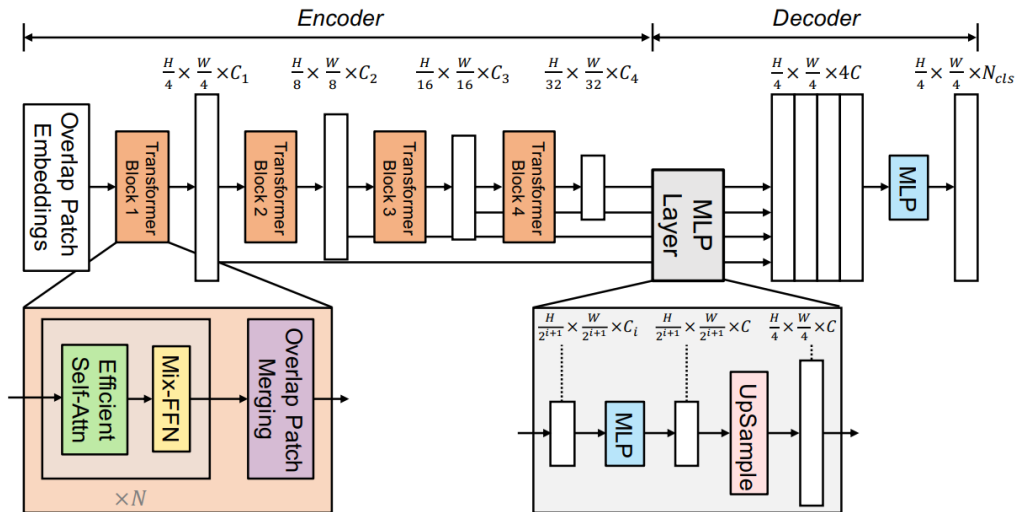 Encoder
Decoder
H/4 × W/4 × C₁
H/8 × W/8 × C₂
H/16 × W/16 × C₃
H/32 × W/32 × C₄
H/4 × W/4 × 4C
H/4 × W/4 × N_cls
Overlap Patch
Embeddings
Transformer
Block 1
Transformer
Block 2
Transformer
Block 3
Transformer
Block 4
MLP
Layer
MLP
Efficient
Self-Attn
Mix-FFN
Overlap Patch
Merging
×N
H/2^{i+1} × W/2^{i+1} × C_i
H/2^{i+1} × W/2^{i+1} × C
H/4 × W/4 × C
MLP
UpSample